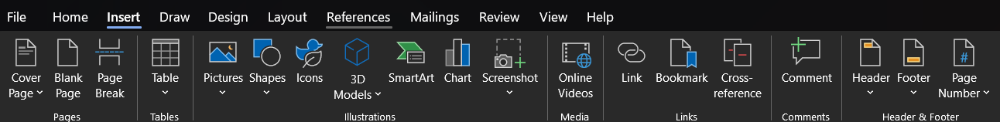 File Home Insert Draw Design Layout References Mailings Review View Help
Cover Page
Blank Page
Page Break
Pages
Table
Tables
Pictures
Shapes
Icons
3D Models
SmartArt
Chart
Screenshot
Illustrations
Online Videos
Media
Link
Bookmark
Cross-reference
Links
Comment
Comments
Header
Footer
Page Number
#
Header & Footer